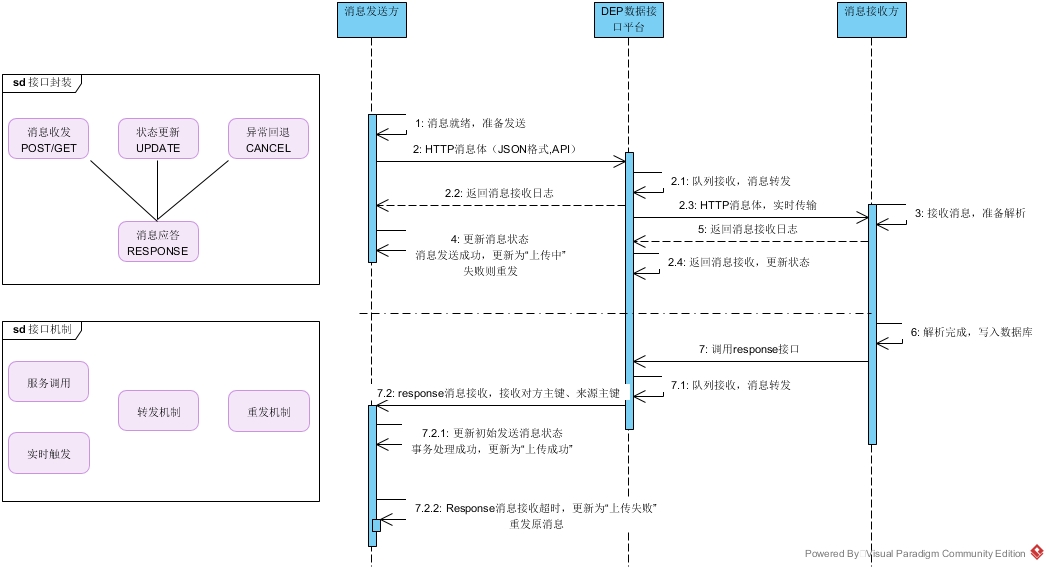 消息发送方
DEP数据接
口平台
消息接收方
sd 接口封装
消息收发
POST/GET
状态更新
UPDATE
异常回退
CANCEL
消息应答
RESPONSE
sd 接口机制
服务调用
转发机制
重发机制
实时触发
1: 消息就绪，准备发送
2: HTTP消息体（JSON格式,API）
2.1: 队列接收，消息转发
2.2: 返回消息接收日志
2.3: HTTP消息体，实时传输
3: 接收消息，准备解析
5: 返回消息接收日志
4: 更新消息状态
消息发送成功，更新为“上传中”
失败则重发
2.4: 返回消息接收，更新状态
6: 解析完成，写入数据库
7: 调用response接口
7.1: 队列接收，消息转发
7.2: response消息接收，接收对方主键、来源主键
7.2.1: 更新初始发送消息状态
事务处理成功，更新为“上传成功”
7.2.2: Response消息接收超时，更新为“上传失败”
重发原消息
Powered By Visual Paradigm Community Edition